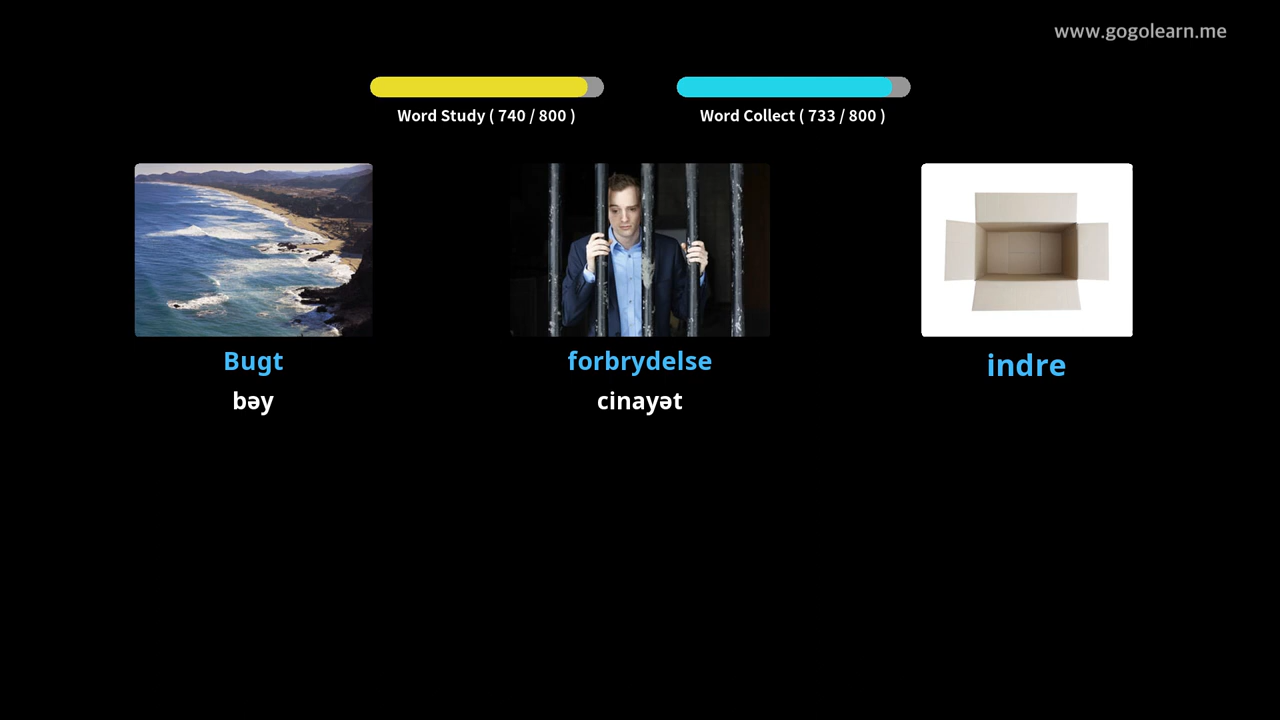 www.gogolearn.me
Word Study ( 740 / 800 )
Word Collect ( 733 / 800 )
Bugt
bəy
forbrydelse
cinayət
indre